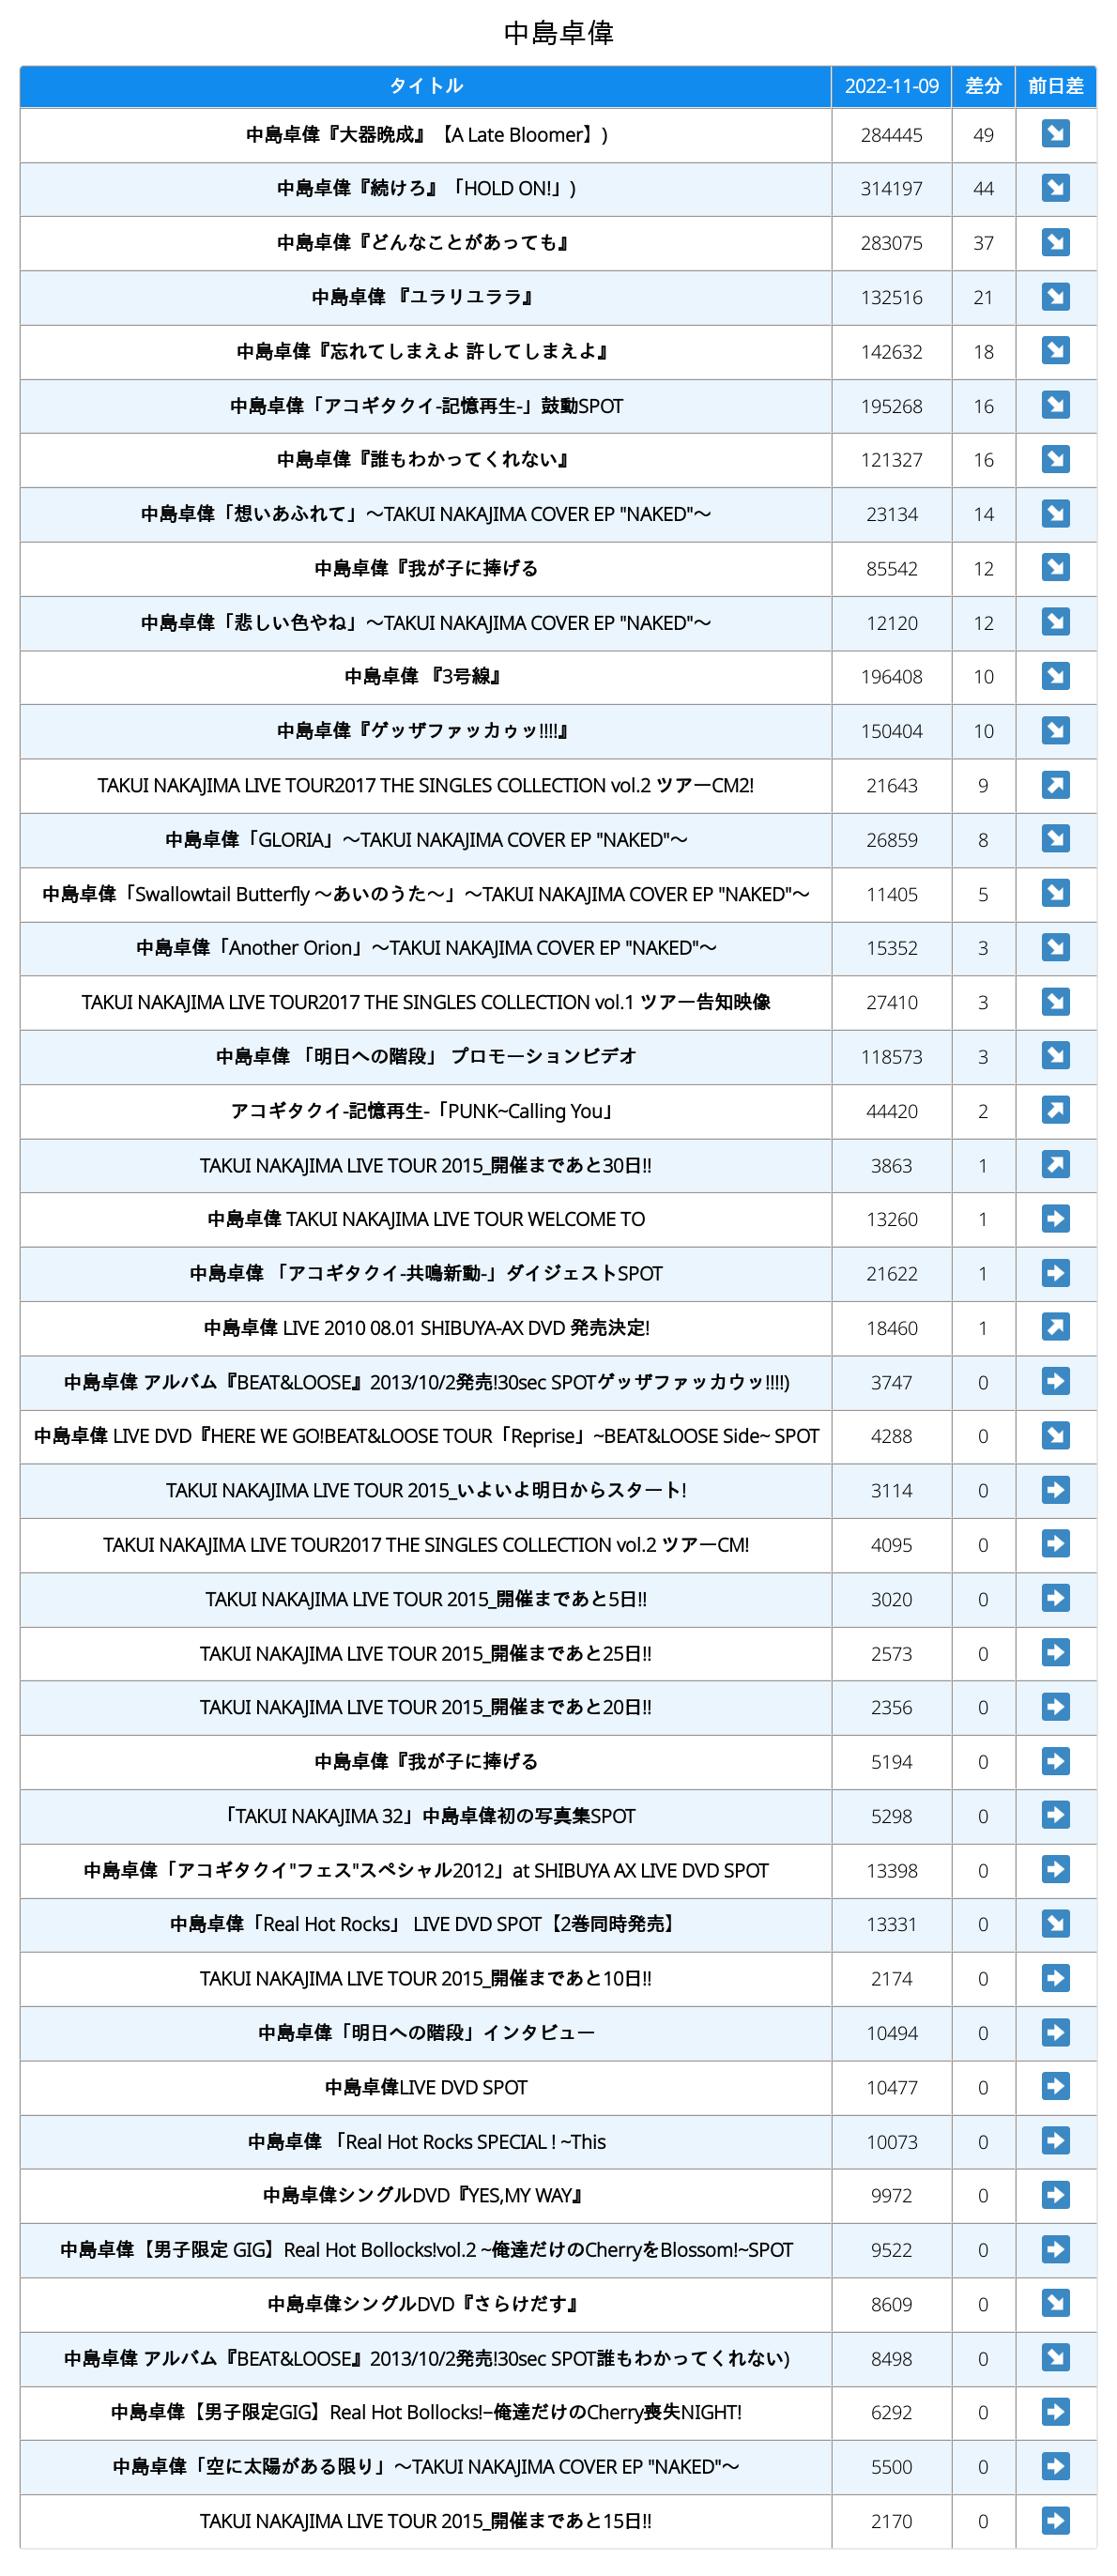 中島卓偉
タイトル 2022-11-09 差分 前日差
中島卓偉『大器晩成』【A Late Bloomer】) 284445 49 ↘
中島卓偉『続けろ』「HOLD ON!」) 314197 44 ↘
中島卓偉『どんなことがあっても』 283075 37 ↘
中島卓偉 『ユラリユララ』 132516 21 ↘
中島卓偉『忘れてしまえよ 許してしまえよ』 142632 18 ↘
中島卓偉「アコギタクイ-記憶再生-」鼓動SPOT 195268 16 ↘
中島卓偉『誰もわかってくれない』 121327 16 ↘
中島卓偉「想いあふれて」～TAKUI NAKAJIMA COVER EP "NAKED"～ 23134 14 ↘
中島卓偉『我が子に捧げる 85542 12 ↘
中島卓偉「悲しい色やね」～TAKUI NAKAJIMA COVER EP "NAKED"～ 12120 12 ↘
中島卓偉 『3号線』 196408 10 ↘
中島卓偉『ゲッザファッカゥッ!!!!』 150404 10 ↘
TAKUI NAKAJIMA LIVE TOUR2017 THE SINGLES COLLECTION vol.2 ツアーCM2! 21643 9 ↗
中島卓偉「GLORIA」～TAKUI NAKAJIMA COVER EP "NAKED"～ 26859 8 ↘
中島卓偉「Swallowtail Butterfly ～あいのうた～」～TAKUI NAKAJIMA COVER EP "NAKED"～ 11405 5 ↘
中島卓偉「Another Orion」～TAKUI NAKAJIMA COVER EP "NAKED"～ 15352 3 ↘
TAKUI NAKAJIMA LIVE TOUR2017 THE SINGLES COLLECTION vol.1 ツアー告知映像 27410 3 ↘
中島卓偉 「明日への階段」 プロモーションビデオ 118573 3 ↘
アコギタクイ-記憶再生-「PUNK~Calling You」 44420 2 ↗
TAKUI NAKAJIMA LIVE TOUR 2015_開催まであと30日!! 3863 1 ↗
中島卓偉 TAKUI NAKAJIMA LIVE TOUR WELCOME TO 13260 1 ➡
中島卓偉 「アコギタクイ-共鳴新動-」ダイジェストSPOT 21622 1 ➡
中島卓偉 LIVE 2010 08.01 SHIBUYA-AX DVD 発売決定! 18460 1 ↗
中島卓偉 アルバム『BEAT&LOOSE』2013/10/2発売!30sec SPOTゲッザファッカウッ!!!!) 3747 0 ➡
中島卓偉 LIVE DVD『HERE WE GO!BEAT&LOOSE TOUR「Reprise」~BEAT&LOOSE Side~ SPOT 4288 0 ↘
TAKUI NAKAJIMA LIVE TOUR 2015_いよいよ明日からスタート! 3114 0 ➡
TAKUI NAKAJIMA LIVE TOUR2017 THE SINGLES COLLECTION vol.2 ツアーCM! 4095 0 ➡
TAKUI NAKAJIMA LIVE TOUR 2015_開催まであと5日!! 3020 0 ➡
TAKUI NAKAJIMA LIVE TOUR 2015_開催まであと25日!! 2573 0 ➡
TAKUI NAKAJIMA LIVE TOUR 2015_開催まであと20日!! 2356 0 ➡
中島卓偉『我が子に捧げる 5194 0 ➡
「TAKUI NAKAJIMA 32」中島卓偉初の写真集SPOT 5298 0 ➡
中島卓偉「アコギタクイ"フェス"スペシャル2012」at SHIBUYA AX LIVE DVD SPOT 13398 0 ➡
中島卓偉「Real Hot Rocks」 LIVE DVD SPOT【2巻同時発売】 13331 0 ↘
TAKUI NAKAJIMA LIVE TOUR 2015_開催まであと10日!! 2174 0 ➡
中島卓偉「明日への階段」インタビュー 10494 0 ➡
中島卓偉LIVE DVD SPOT 10477 0 ➡
中島卓偉 「Real Hot Rocks SPECIAL ! ~This 10073 0 ➡
中島卓偉シングルDVD『YES,MY WAY』 9972 0 ➡
中島卓偉【男子限定 GIG】Real Hot Bollocks!vol.2 ~俺達だけのCherryをBlossom!~SPOT 9522 0 ➡
中島卓偉シングルDVD『さらけだす』 8609 0 ↘
中島卓偉 アルバム『BEAT&LOOSE』2013/10/2発売!30sec SPOT誰もわかってくれない) 8498 0 ↘
中島卓偉【男子限定GIG】Real Hot Bollocks!−俺達だけのCherry喪失NIGHT! 6292 0 ➡
中島卓偉「空に太陽がある限り」～TAKUI NAKAJIMA COVER EP "NAKED"～ 5500 0 ➡
TAKUI NAKAJIMA LIVE TOUR 2015_開催まであと15日!! 2170 0 ➡